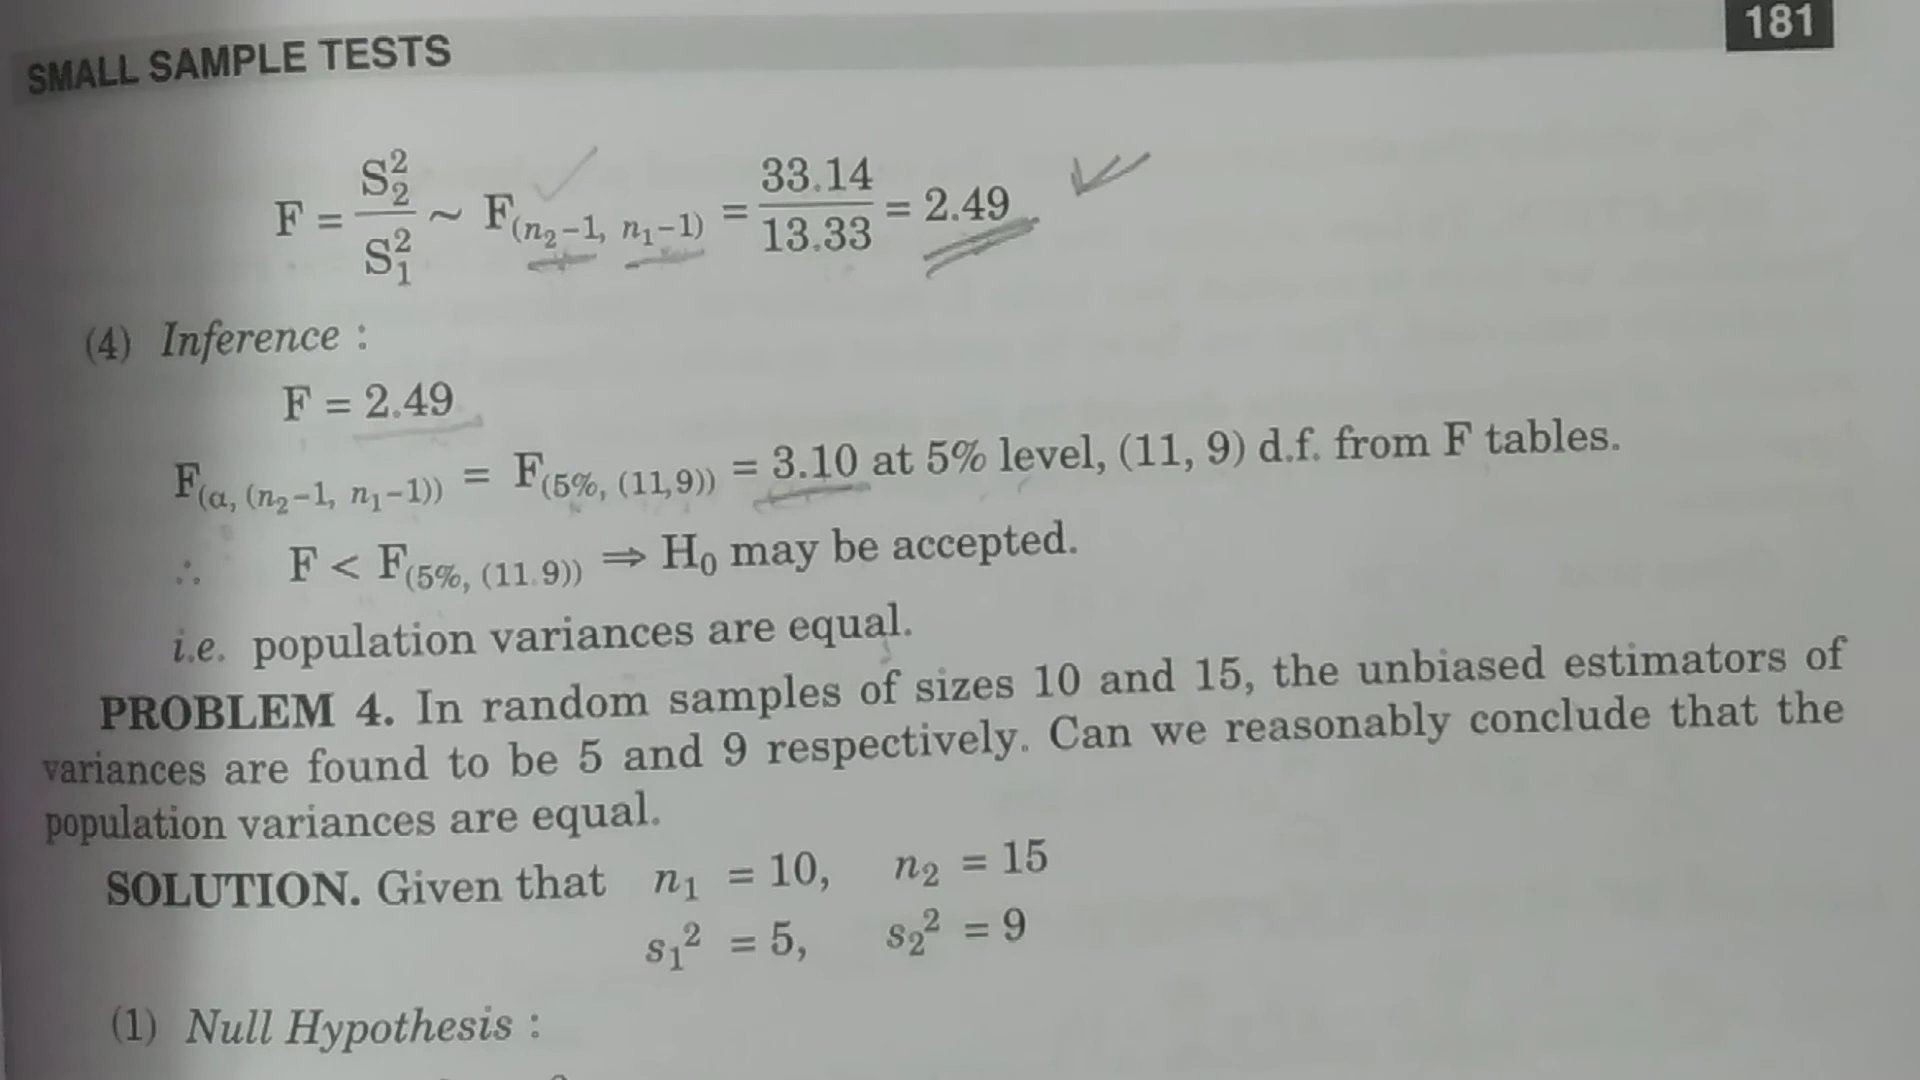 181
SMALL SAMPLE TESTS
F = S₂²/S₁² ~ F(n₂−1, n₁−1) = 33.14/13.33 = 2.49
(4) Inference :
F = 2.49
F(α, (n₂−1, n₁−1)) = F(5%, (11,9)) = 3.10 at 5% level, (11, 9) d.f. from F tables.
∴ F < F(5%, (11.9)) ⇒ H₀ may be accepted.
i.e. population variances are equal.
PROBLEM 4. In random samples of sizes 10 and 15, the unbiased estimators of
variances are found to be 5 and 9 respectively. Can we reasonably conclude that the
population variances are equal.
SOLUTION. Given that n₁ = 10, n₂ = 15
s₁² = 5, s₂² = 9
(1) Null Hypothesis :